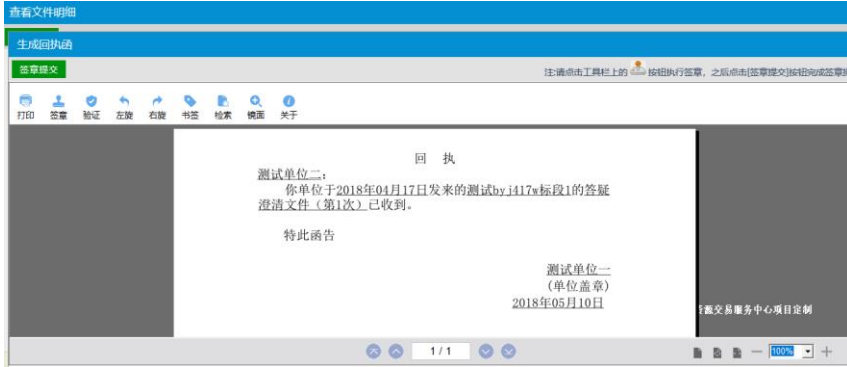 查看文件明细
生成回执函
签章提交
注:请点击工具栏上的 按钮执行签章，之后点击[签章提交]按钮完成签章
打印 签章 验证 左旋 右旋 书签 检索 镜面 关于
回 执
测试单位二：
你单位于2018年04月17日发来的测试byj417w标段1的答疑
澄清文件（第1次）已收到。
特此函告
测试单位一
(单位盖章)
2018年05月10日
资源交易服务中心项目定制
1/1
100%